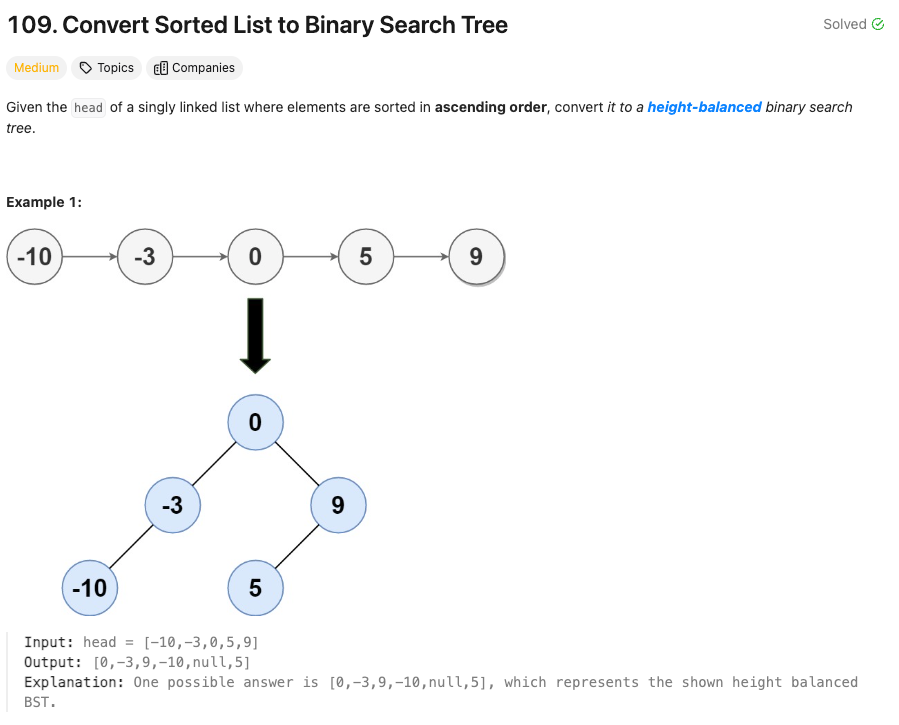 109. Convert Sorted List to Binary Search Tree
Solved
Medium
Topics
Companies
Given the head of a singly linked list where elements are sorted in ascending order, convert it to a height-balanced binary search
tree.
Example 1:
-10 -3 0 5 9
0
-3 9
-10 5
Input: head = [-10,-3,0,5,9]
Output: [0,-3,9,-10,null,5]
Explanation: One possible answer is [0,-3,9,-10,null,5], which represents the shown height balanced
BST.